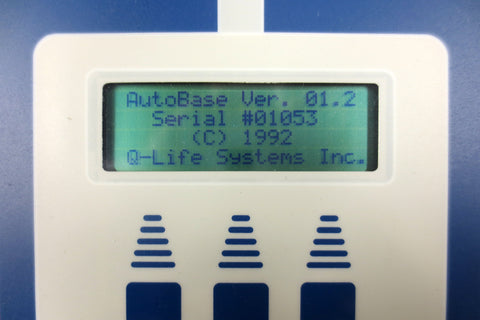 AutoBase Ver. 01.2
Serial #01053
(C) 1992
Q-Life Systems Inc.